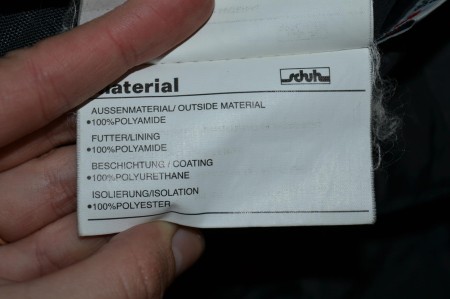 Material
schuh
AUSSENMATERIAL/ OUTSIDE MATERIAL
•100%POLYAMIDE
FUTTER/LINING
•100%POLYAMIDE
BESCHICHTUNG / COATING
•100%POLYURETHANE
ISOLIERUNG/ISOLATION
•100%POLYESTER